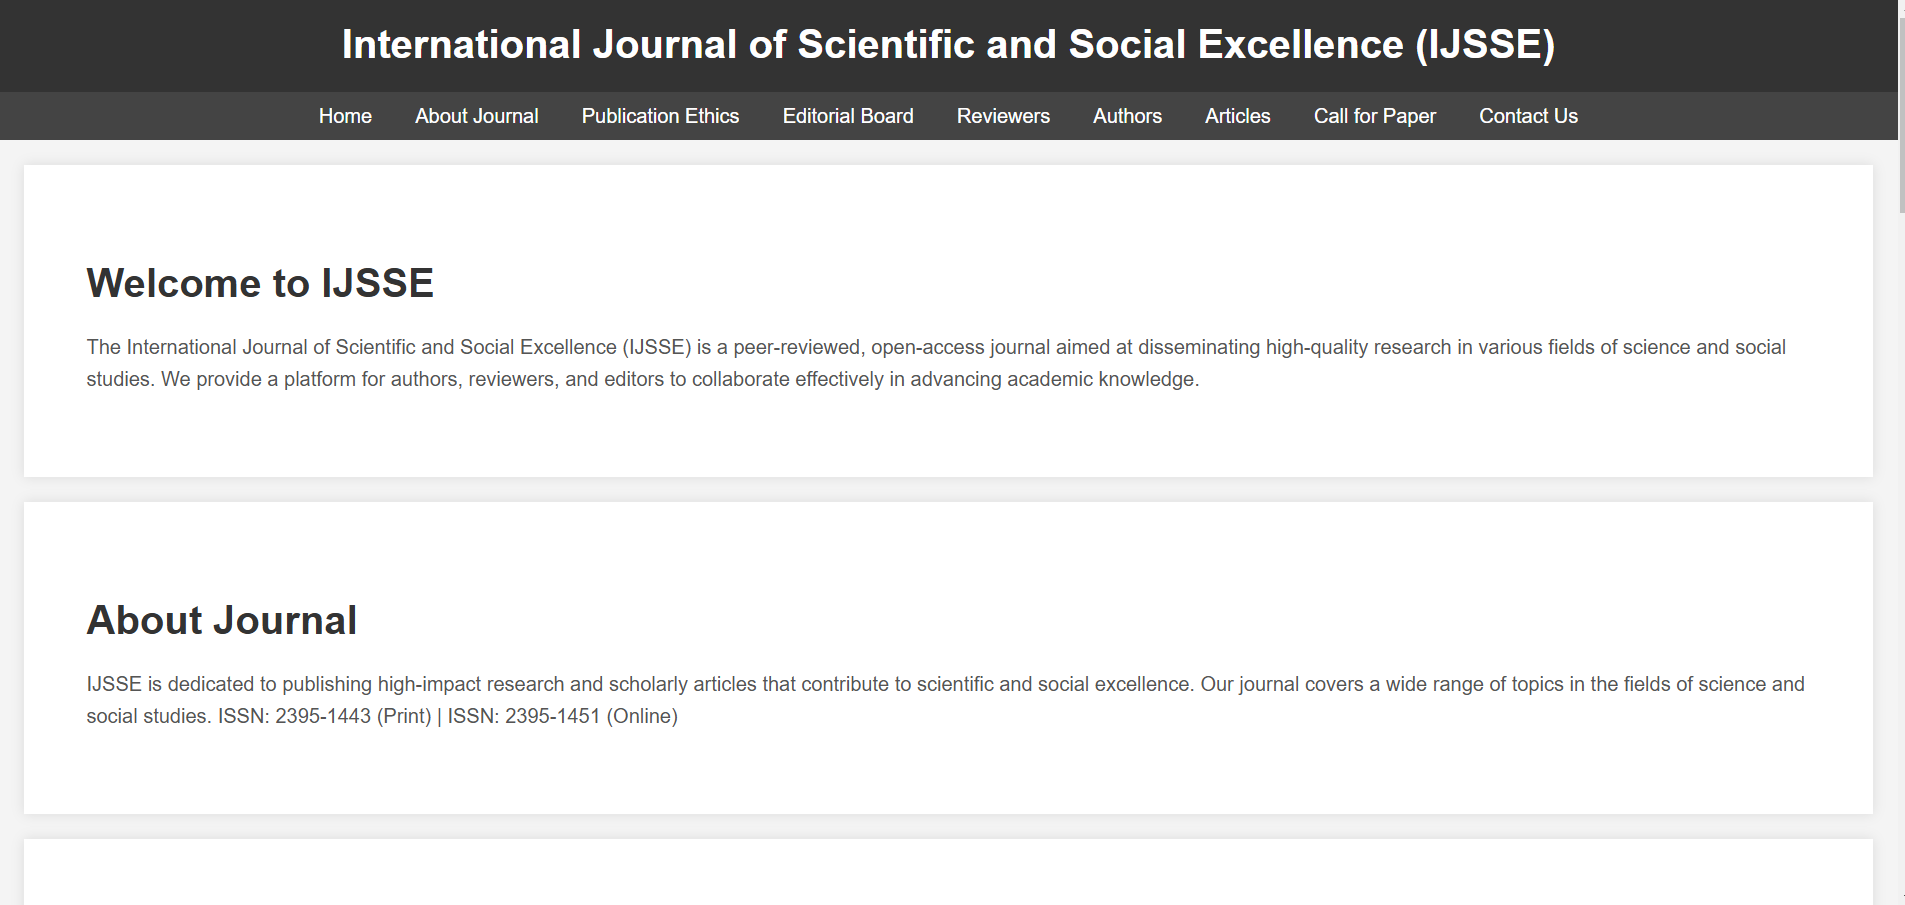 International Journal of Scientific and Social Excellence (IJSSE)
Home About Journal Publication Ethics Editorial Board Reviewers Authors Articles Call for Paper Contact Us
Welcome to IJSSE
The International Journal of Scientific and Social Excellence (IJSSE) is a peer-reviewed, open-access journal aimed at disseminating high-quality research in various fields of science and social
studies. We provide a platform for authors, reviewers, and editors to collaborate effectively in advancing academic knowledge.
About Journal
IJSSE is dedicated to publishing high-impact research and scholarly articles that contribute to scientific and social excellence. Our journal covers a wide range of topics in the fields of science and
social studies. ISSN: 2395-1443 (Print) | ISSN: 2395-1451 (Online)